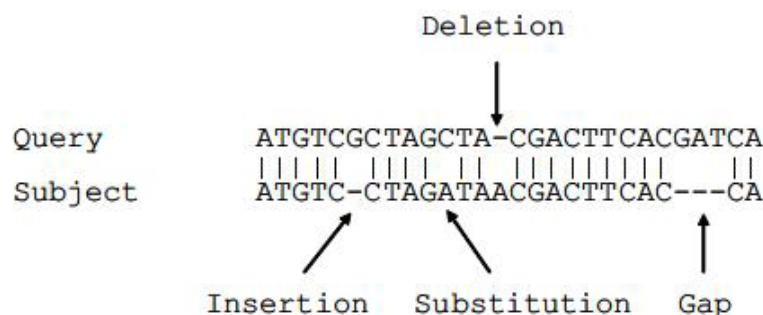 Deletion
Query ATGTCGCTAGCTA-CGACTTCACGATCA
Subject ATGTC-CTAGATAACGACTTCAC---CA
Insertion Substitution Gap